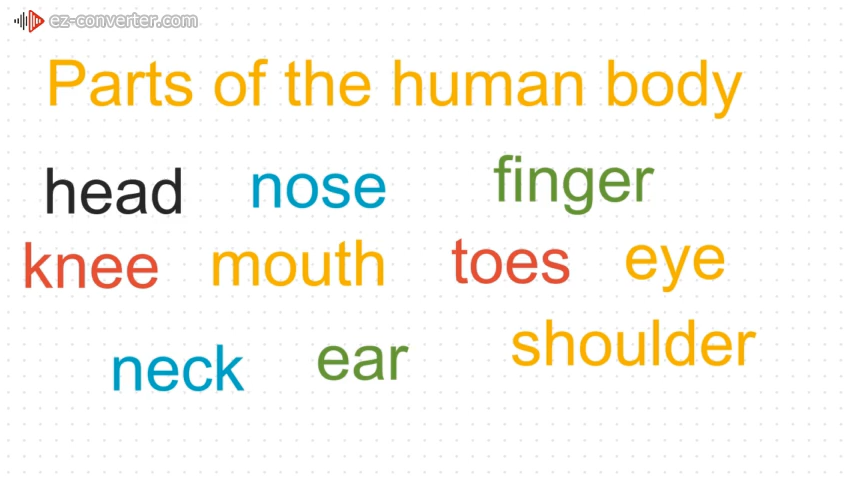 ez-converter.com
Parts of the human body
head nose finger
knee mouth toes eye
neck ear shoulder